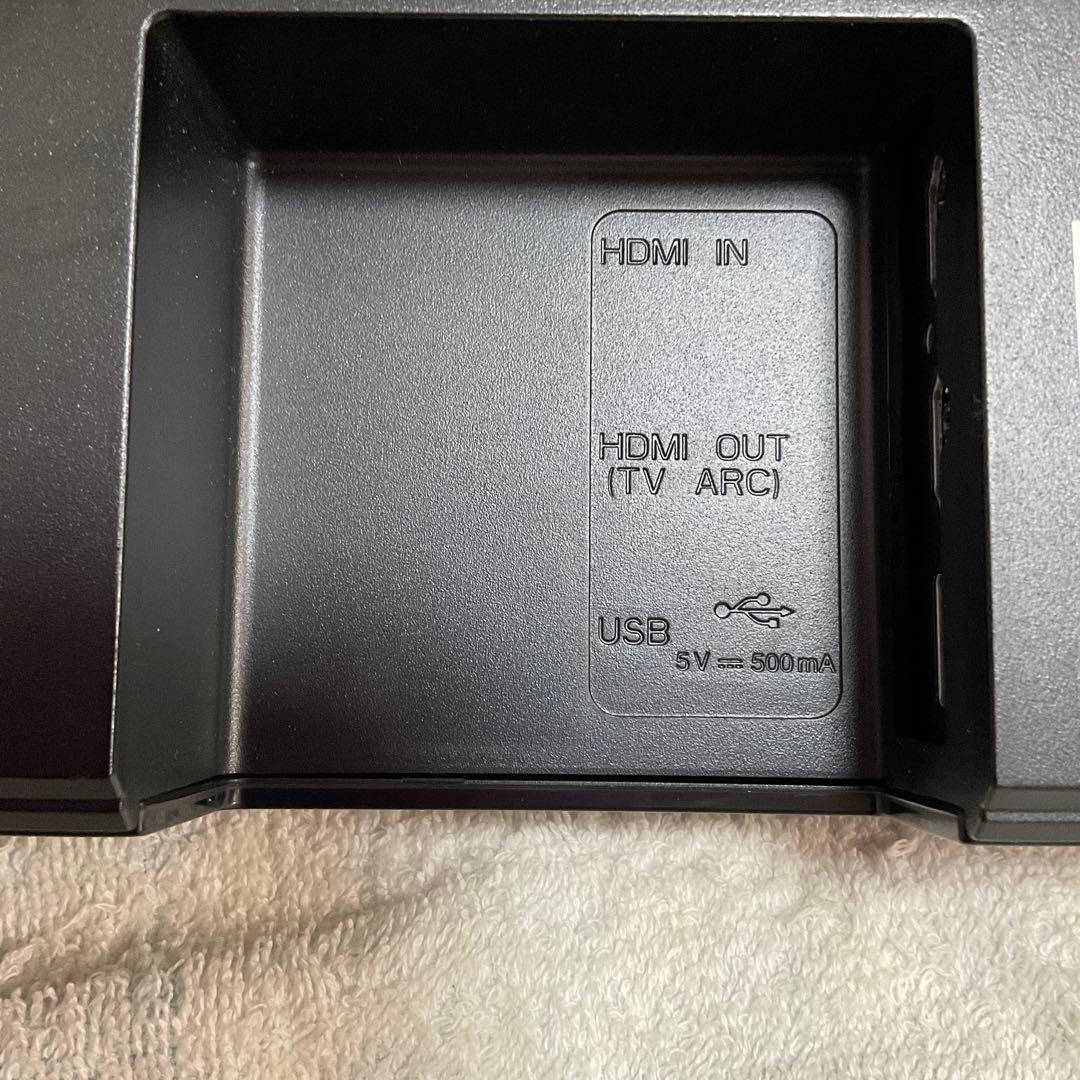 HDMI IN
HDMI OUT
(TV ARC)
USB
5V ⎓ 500mA